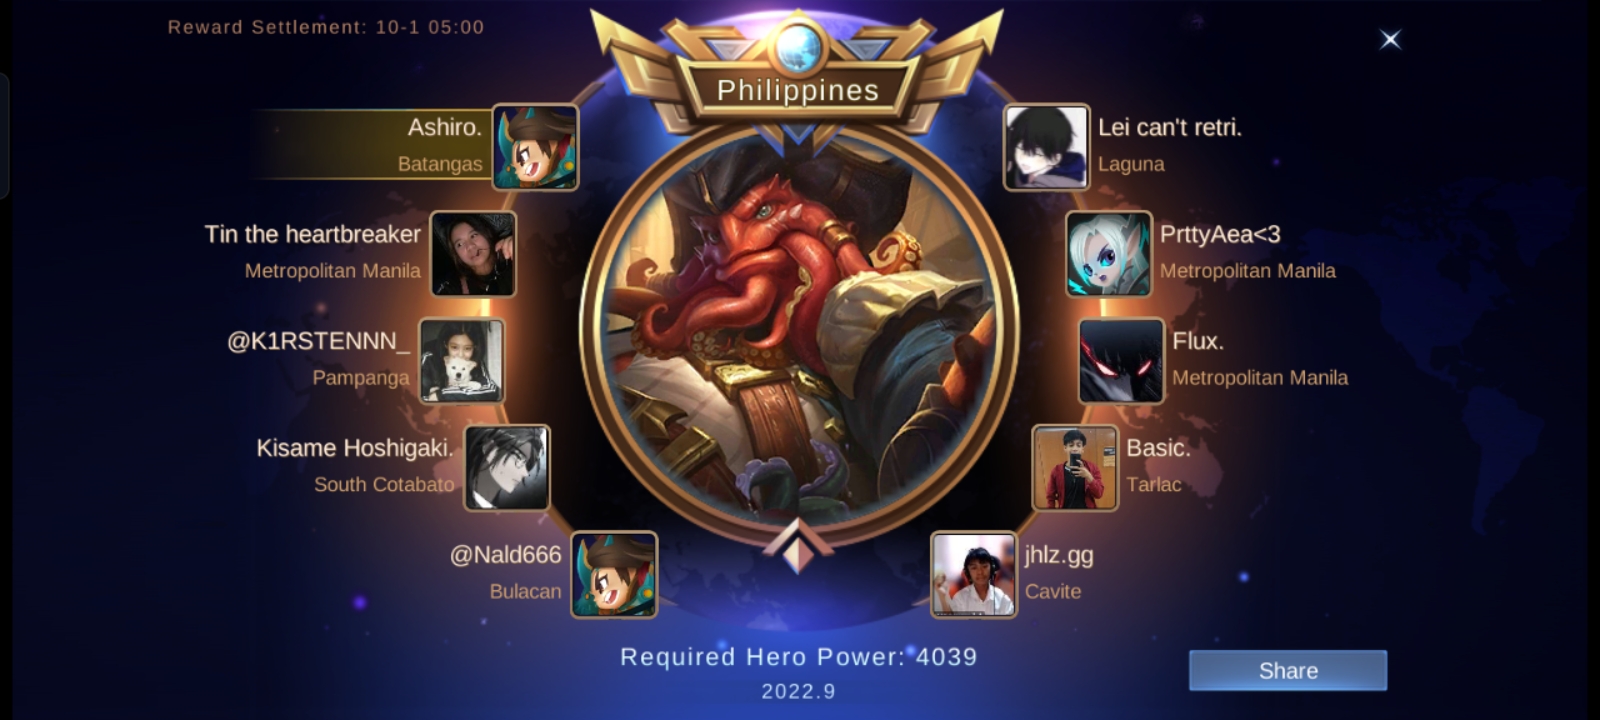 Reward Settlement: 10-1 05:00
Philippines
Ashiro.
Batangas
Lei can't retri.
Laguna
Tin the heartbreaker
Metropolitan Manila
PrttyAea<3
Metropolitan Manila
@K1RSTENNN_
Pampanga
Flux.
Metropolitan Manila
Kisame Hoshigaki.
South Cotabato
Basic.
Tarlac
@Nald666
Bulacan
jhlz.gg
Cavite
Required Hero Power: 4039
2022.9
Share